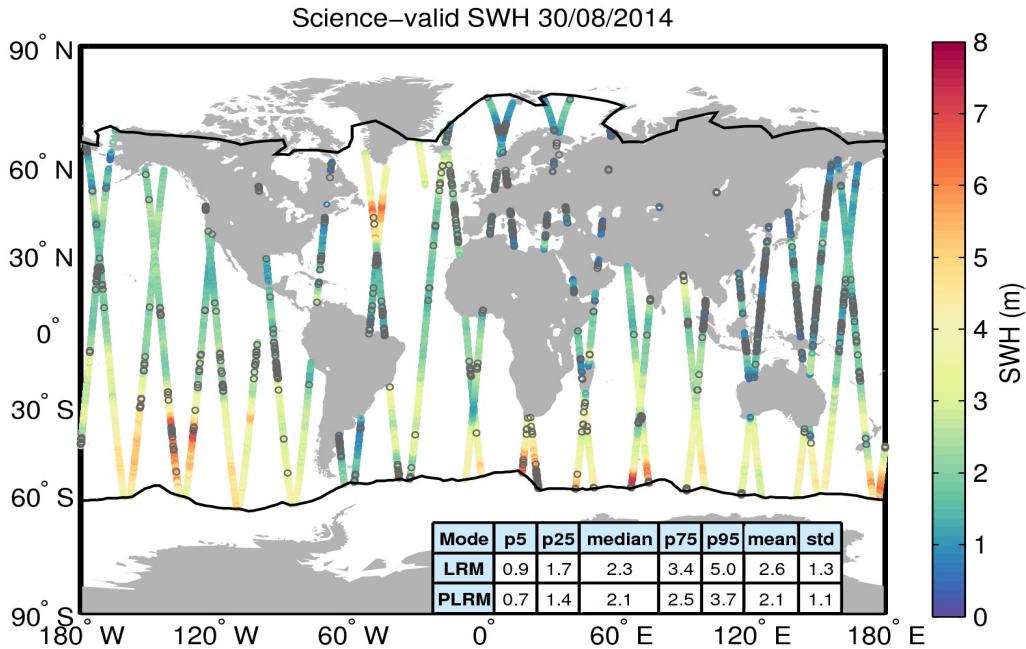 Science−valid SWH 30/08/2014
90° N
60° N
30° N
0°
30° S
60° S
90° S
180° W
120° W
60° W
0°
60° E
120° E
180° E
Mode p5 p25 median p75 p95 mean std
LRM 0.9 1.7 2.3 3.4 5.0 2.6 1.3
PLRM 0.7 1.4 2.1 2.5 3.7 2.1 1.1
8
7
6
5
4
3
2
1
0
SWH (m)